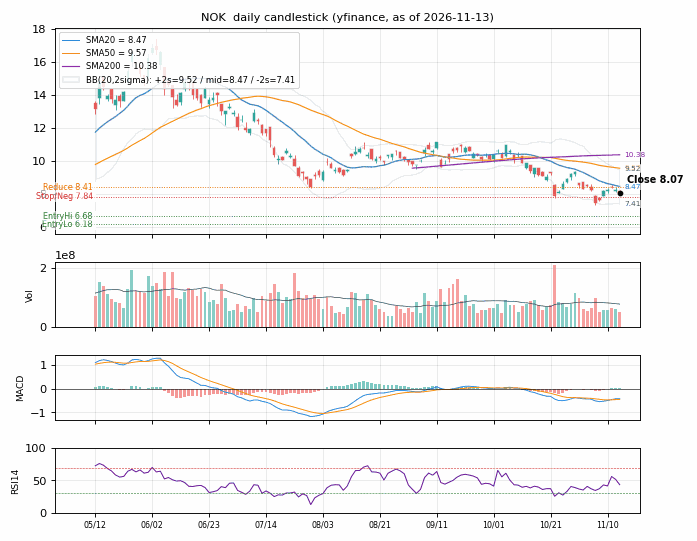 NOK daily candlestick (yfinance, as of 2026-11-13)
SMA20 = 8.47
SMA50 = 9.57
SMA200 = 10.38
BB(20,2sigma): +2s=9.52 / mid=8.47 / -2s=7.41
18
16
14
12
10
8
6
Reduce 8.41
Stop/Neg 7.84
EntryHi 6.68
EntryLo 6.18
10.38
9.52
Close 8.07
8.47
7.41
1e8
2
0
Vol
1
0
−1
MACD
100
50
0
RSI14
05/12 06/02 06/23 07/14 08/03 08/21 09/11 10/01 10/21 11/10